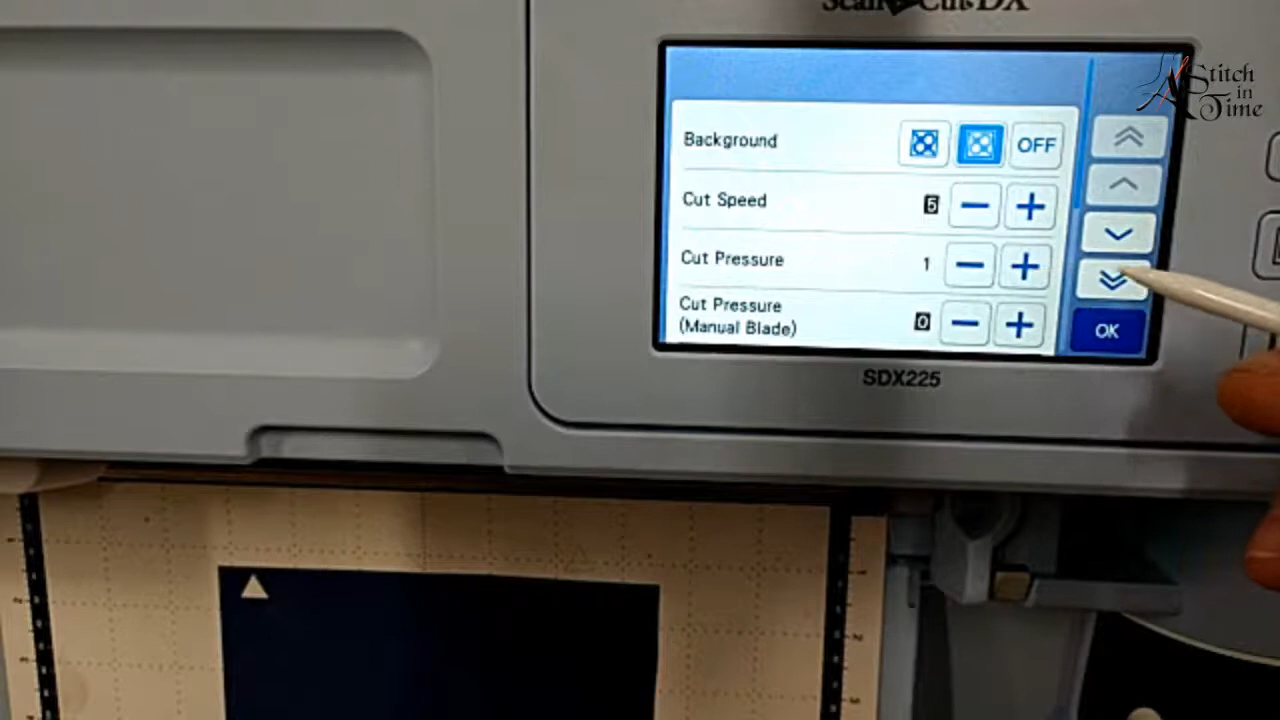 ScanNCut DX
Stitch
in
Time
Background OFF
Cut Speed 5 − +
Cut Pressure 1 − +
Cut Pressure
(Manual Blade) 0 − +
OK
SDX225